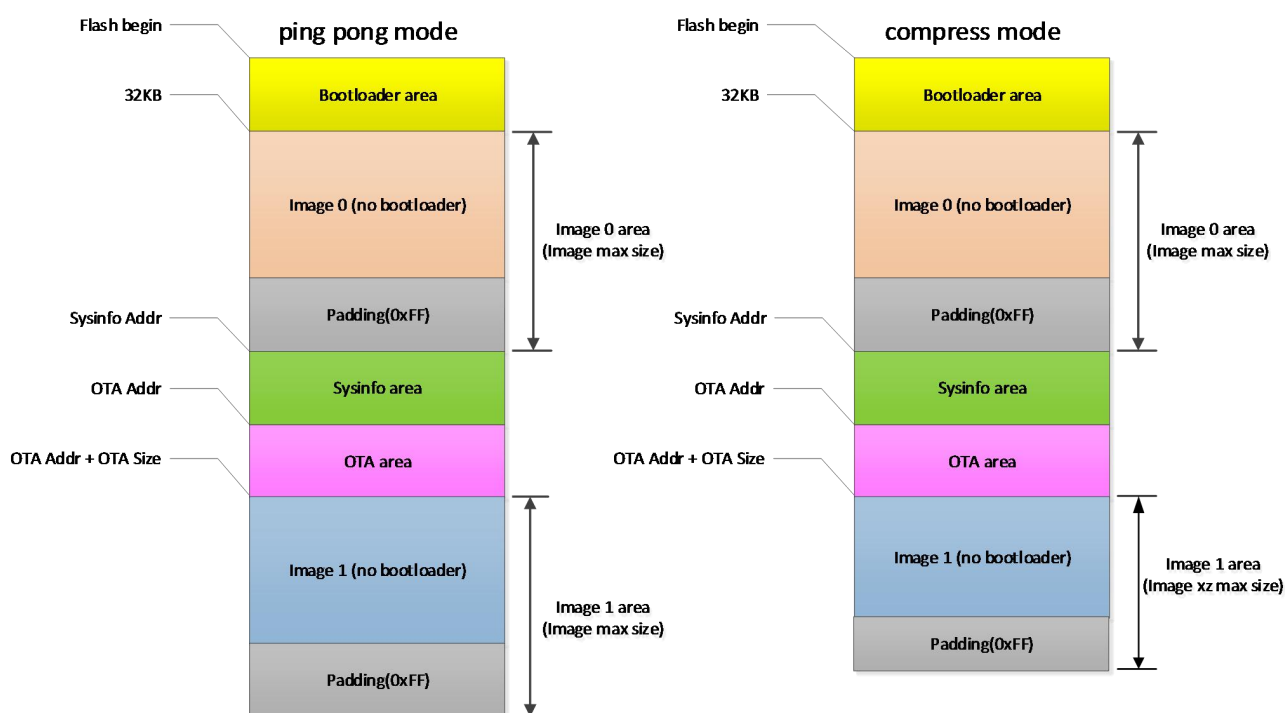 ping pong mode
Flash begin
32KB
Bootloader area
Image 0 (no bootloader)
Image 0 area
(Image max size)
Padding(0xFF)
Sysinfo Addr
Sysinfo area
OTA Addr
OTA area
OTA Addr + OTA Size
Image 1 (no bootloader)
Image 1 area
(Image max size)
Padding(0xFF)
compress mode
Flash begin
32KB
Bootloader area
Image 0 (no bootloader)
Image 0 area
(Image max size)
Padding(0xFF)
Sysinfo Addr
Sysinfo area
OTA Addr
OTA area
OTA Addr + OTA Size
Image 1 (no bootloader)
Image 1 area
(Image xz max size)
Padding(0xFF)